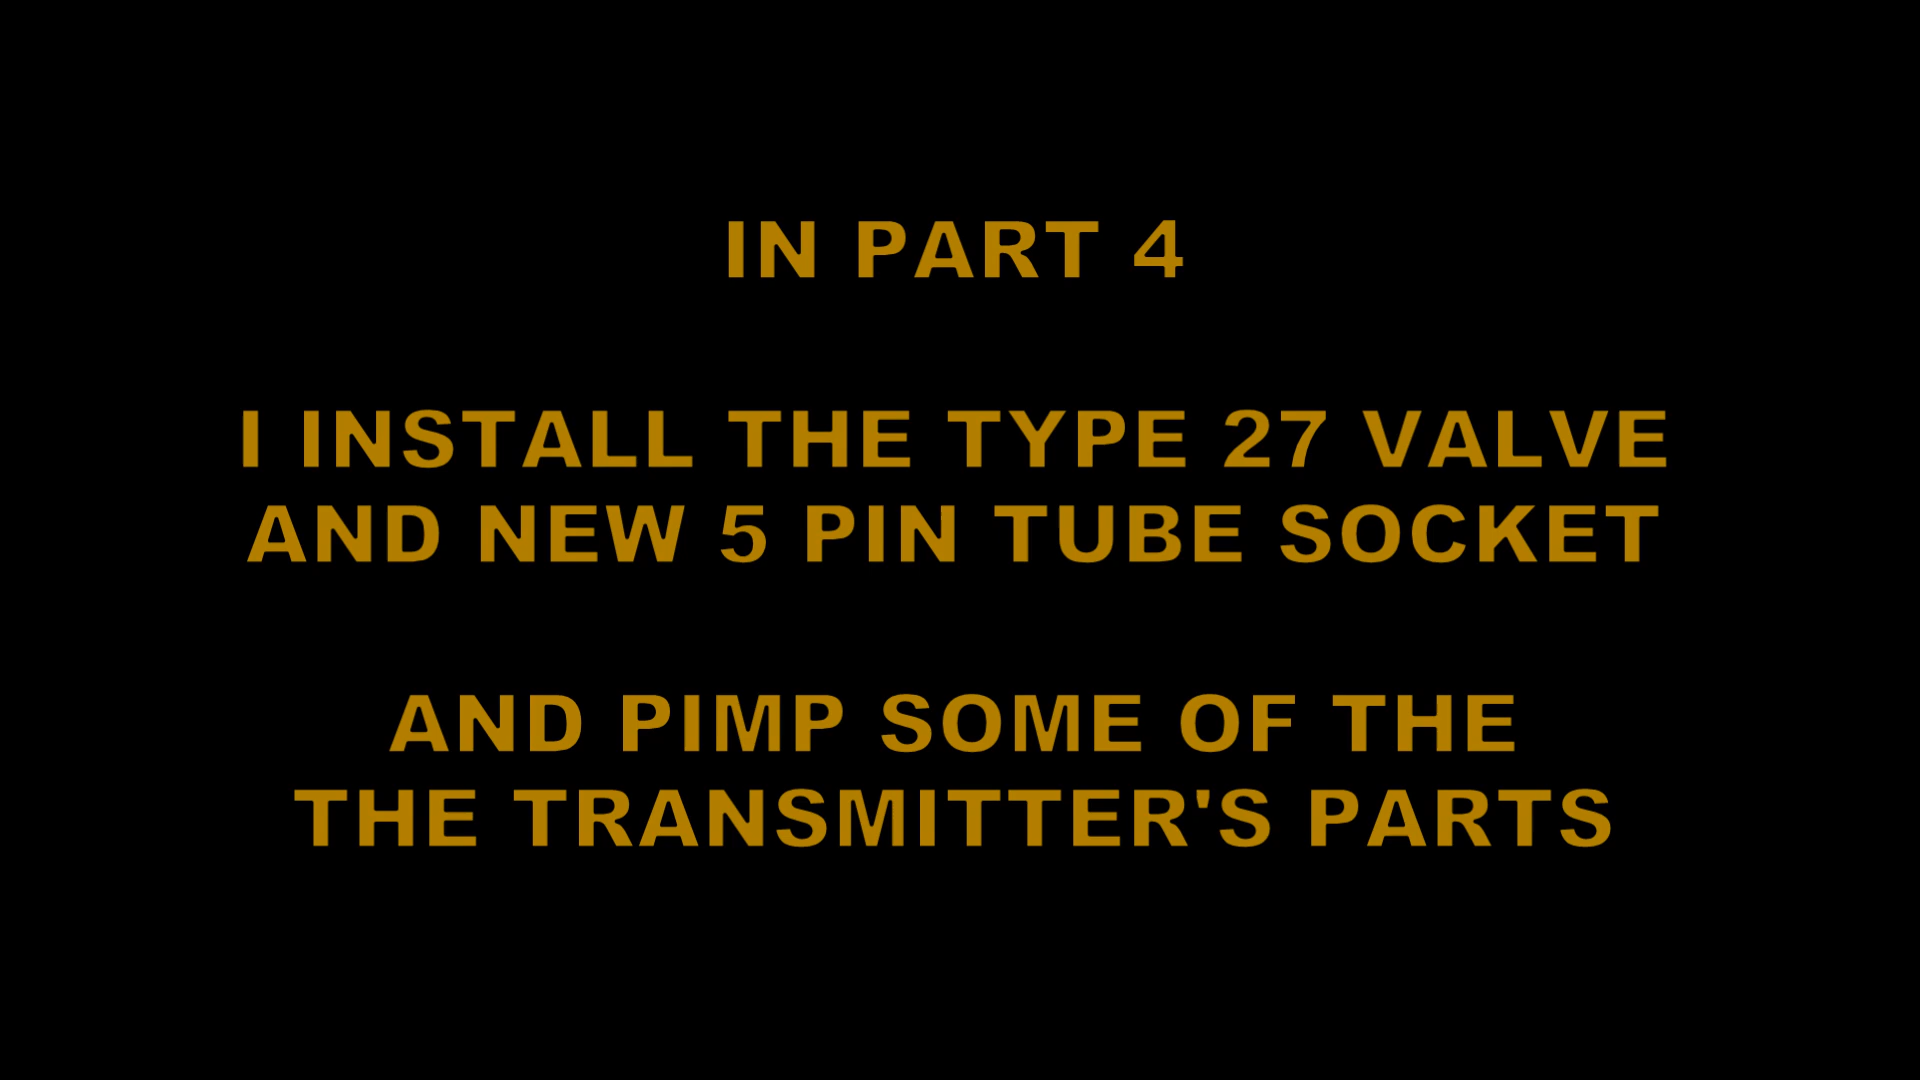 IN PART 4
I INSTALL THE TYPE 27 VALVE
AND NEW 5 PIN TUBE SOCKET
AND PIMP SOME OF THE
THE TRANSMITTER'S PARTS